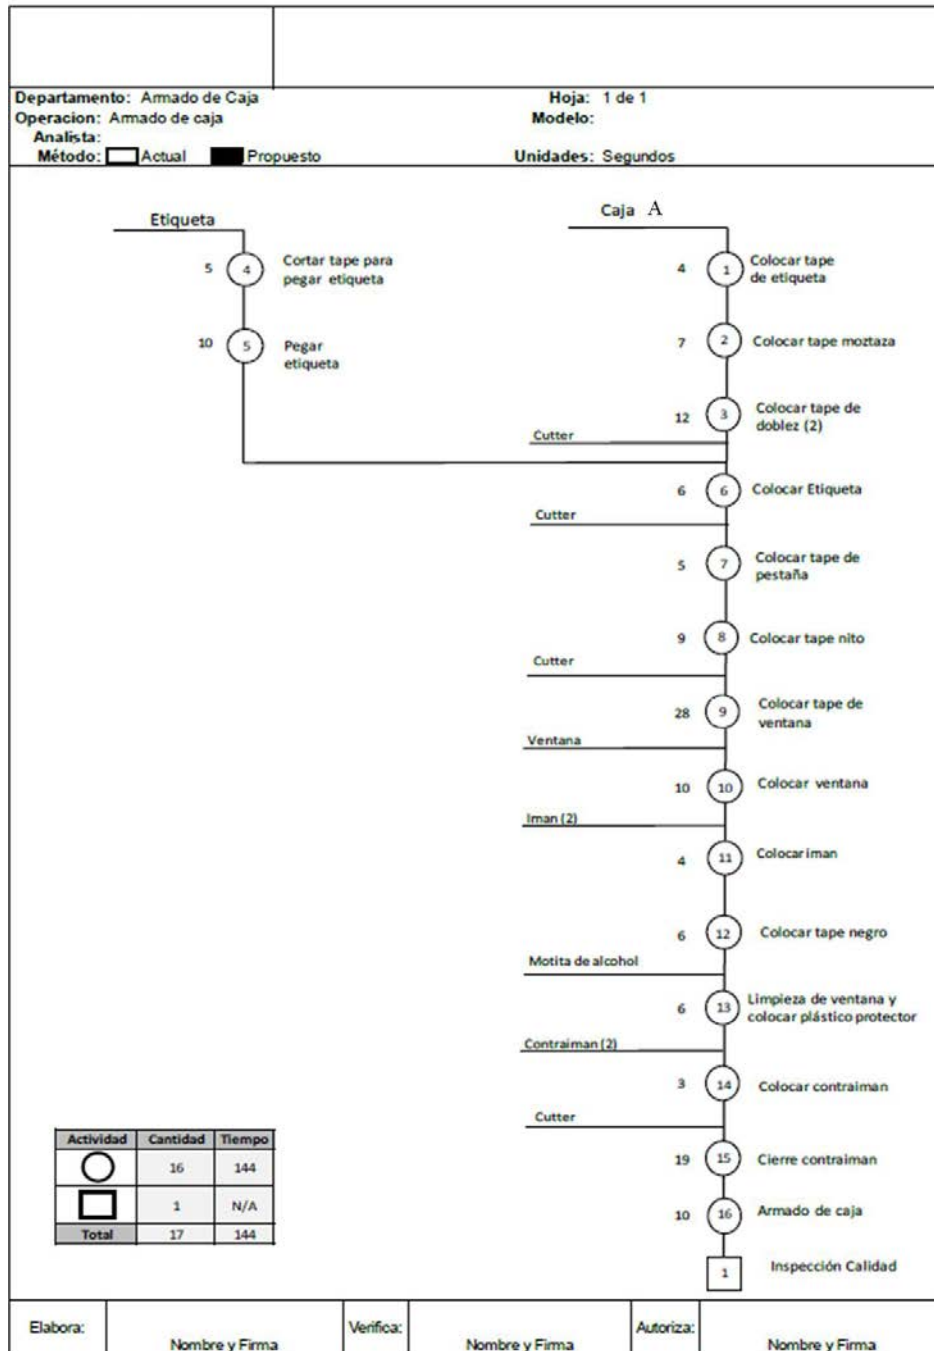 Departamento: Armado de Caja Hoja: 1 de 1
Operacion: Armado de caja Modelo:
Analista:
Método: Actual Propuesto Unidades: Segundos
Etiqueta
5 4 Cortar tape para
pegar etiqueta
10 5 Pegar
etiqueta
Caja A
4 1 Colocar tape
de etiqueta
7 2 Colocar tape moztaza
12 3 Colocar tape de
doblez (2)
Cutter
6 6 Colocar Etiqueta
Cutter
5 7 Colocar tape de
pestaña
9 8 Colocar tape nito
Cutter
28 9 Colocar tape de
ventana
Ventana
10 10 Colocar ventana
Iman (2)
4 11 Colocar iman
6 12 Colocar tape negro
Motita de alcohol
6 13 Limpieza de ventana y
colocar plástico protector
Contraiman (2)
3 14 Colocar contraiman
Cutter
19 15 Cierre contraiman
10 16 Armado de caja
1 Inspección Calidad
Actividad Cantidad Tiempo
16 144
1 N/A
Total 17 144
Elabora: Verifica: Autoriza:
Nombre y Firma Nombre y Firma Nombre y Firma